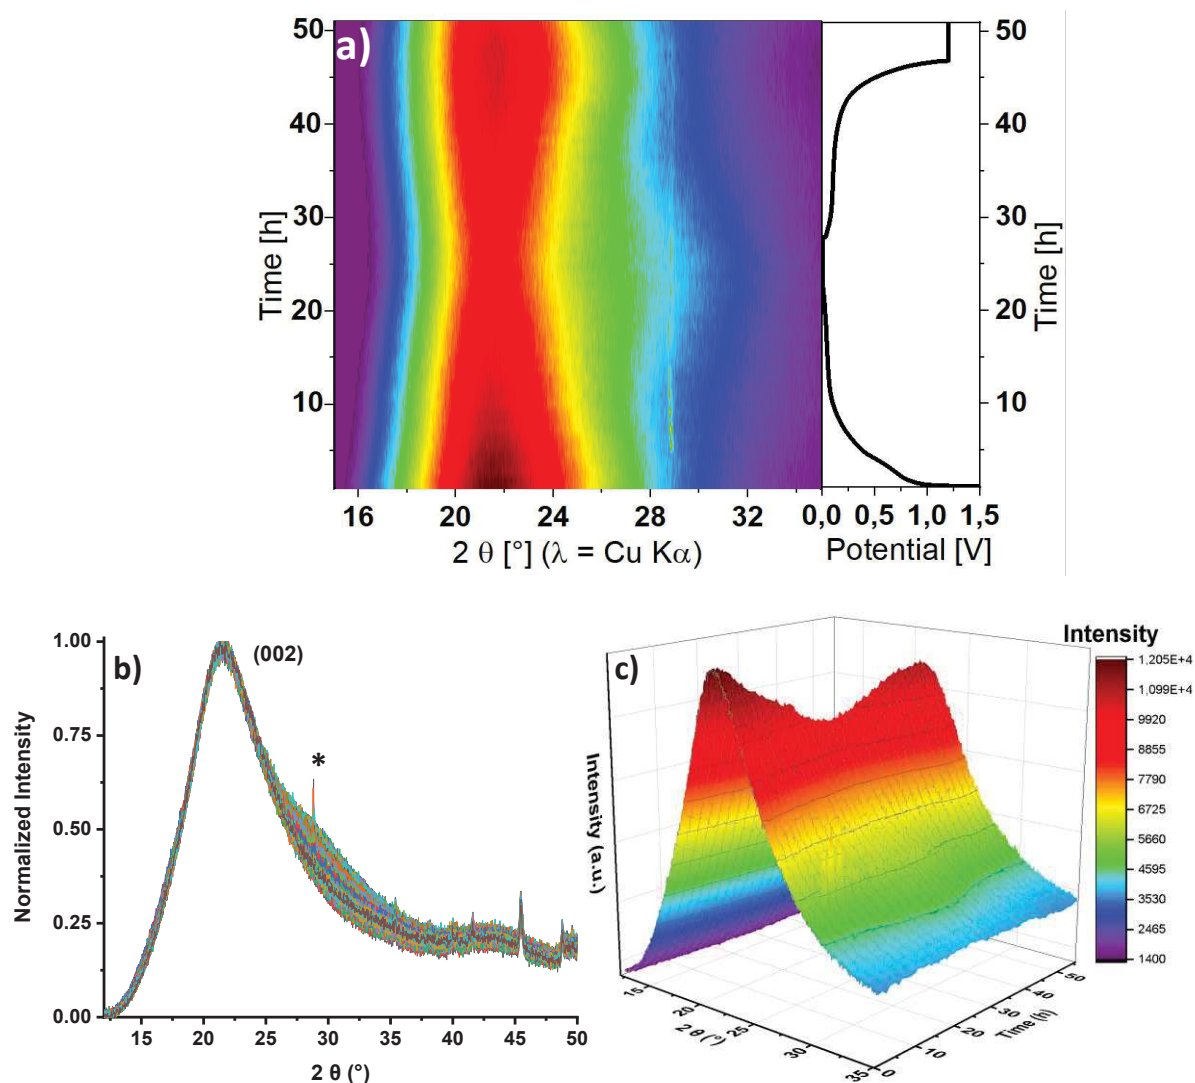 a)
50
40
30
20
10
Time [h]
16 20 24 28 32
2 θ [°] (λ = Cu Kα)
50
40
30
20
10
Time [h]
0,0 0,5 1,0 1,5
Potential [V]
b)
(002)
*
1.00
0.75
0.50
0.25
0.00
Normalized Intensity
15 20 25 30 35 40 45 50
2 θ (°)
c)
Intensity
1.205E+4
1.099E+4
9920
8855
7790
6725
5660
4595
3530
2465
1400
Intensity (a.u.)
15 20 25 30 35
2 θ (°)
0 10 20 30 40 50
Time (h)